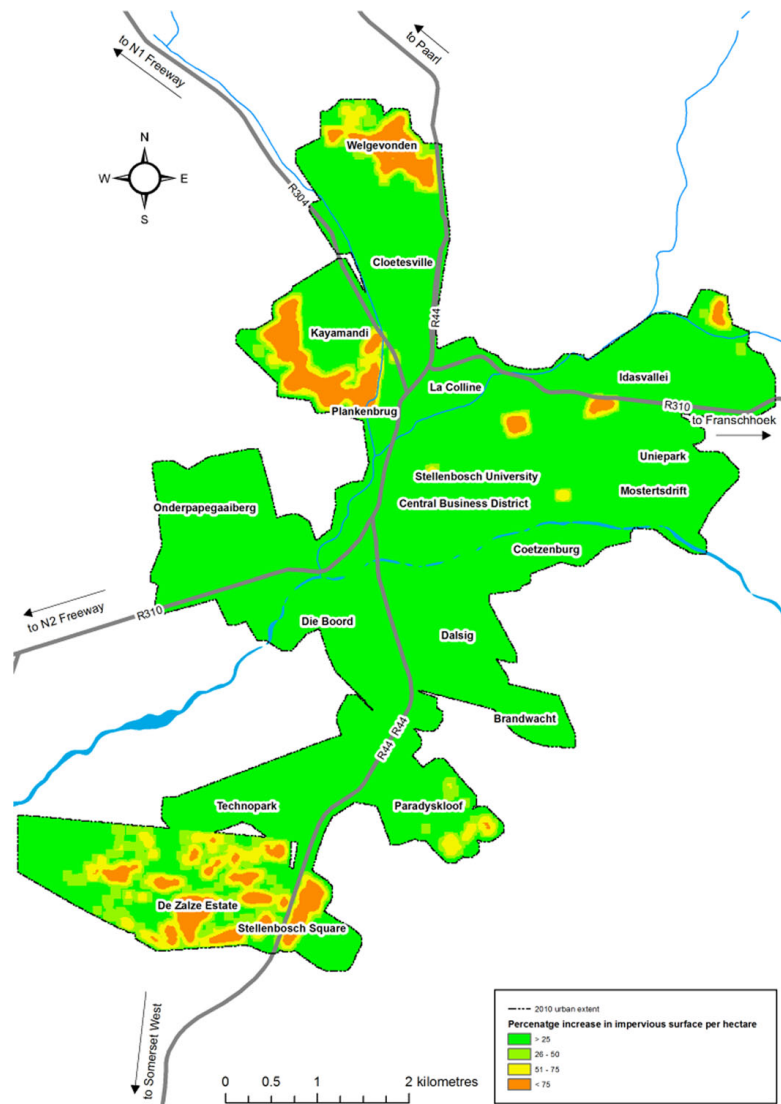 to N1 Freeway
to Paarl
N
W E
S
Welgevonden
R304
Cloetesville
R44
Kayamandi
La Colline
Idasvallei
Plankenbrug
R310
to Franschhoek
Uniepark
Stellenbosch University
Mostertsdrift
Onderpapegaaiberg
Central Business District
Coetzenburg
to N2 Freeway
R310
Die Boord
Dalsig
Brandwacht
R44 R44
Technopark
Paradyskloof
De Zalze Estate
Stellenbosch Square
to Somerset West
0 0.5 1 2 kilometres
2010 urban extent
Percenatge increase in impervious surface per hectare
> 25
26 - 50
51 - 75
< 75